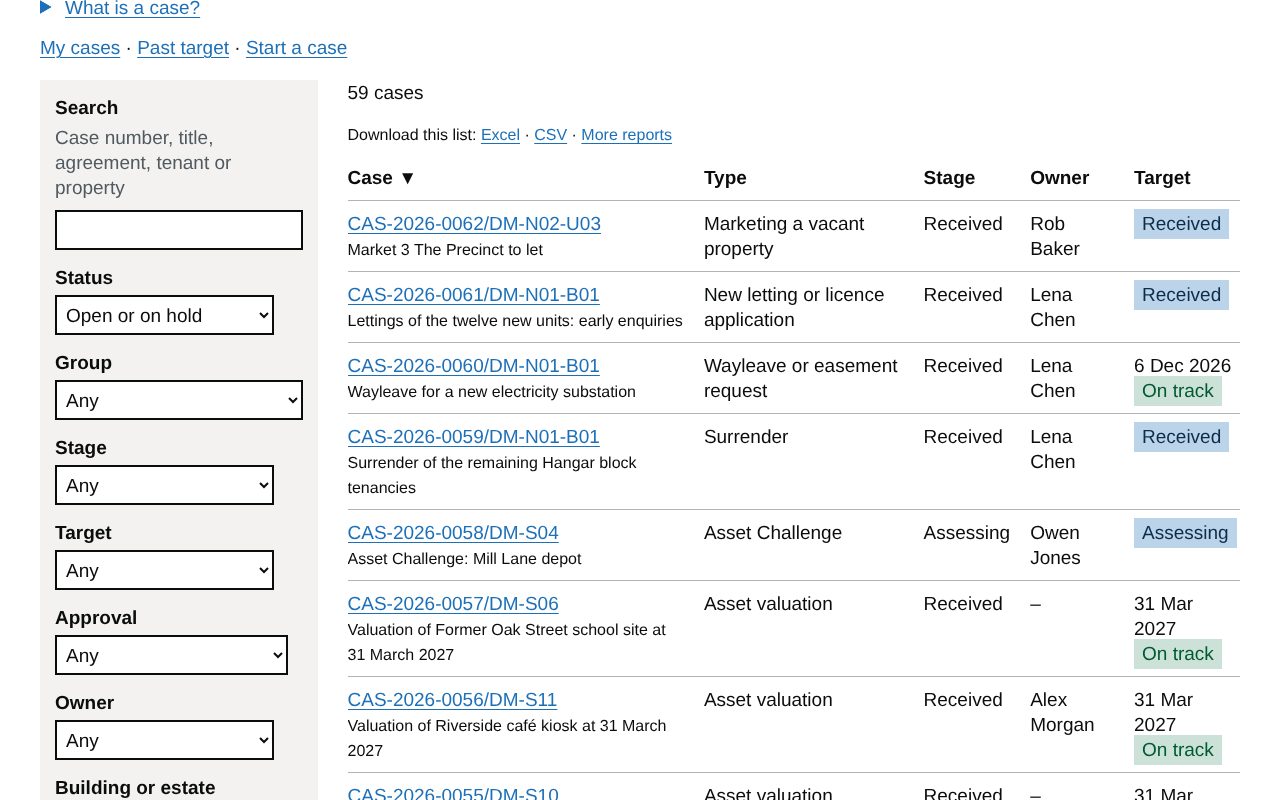 What is a case?
My cases · Past target · Start a case
Search
Case number, title,
agreement, tenant or
property
Status
Open or on hold
Group
Any
Stage
Any
Target
Any
Approval
Any
Owner
Any
Building or estate
59 cases
Download this list: Excel · CSV · More reports
Case ▼ Type Stage Owner Target
CAS-2026-0062/DM-N02-U03 Marketing a vacant Received Rob Received
Market 3 The Precinct to let property Baker
CAS-2026-0061/DM-N01-B01 New letting or licence Received Lena Received
Lettings of the twelve new units: early enquiries application Chen
CAS-2026-0060/DM-N01-B01 Wayleave or easement Received Lena 6 Dec 2026
Wayleave for a new electricity substation request Chen On track
CAS-2026-0059/DM-N01-B01 Surrender Received Lena Received
Surrender of the remaining Hangar block Chen
tenancies
CAS-2026-0058/DM-S04 Asset Challenge Assessing Owen Assessing
Asset Challenge: Mill Lane depot Jones
CAS-2026-0057/DM-S06 Asset valuation Received – 31 Mar
Valuation of Former Oak Street school site at 2027
31 March 2027 On track
CAS-2026-0056/DM-S11 Asset valuation Received Alex 31 Mar
Valuation of Riverside café kiosk at 31 March Morgan 2027
2027 On track
CAS-2026-0055/DM-S10 Asset valuation Received – 31 Mar